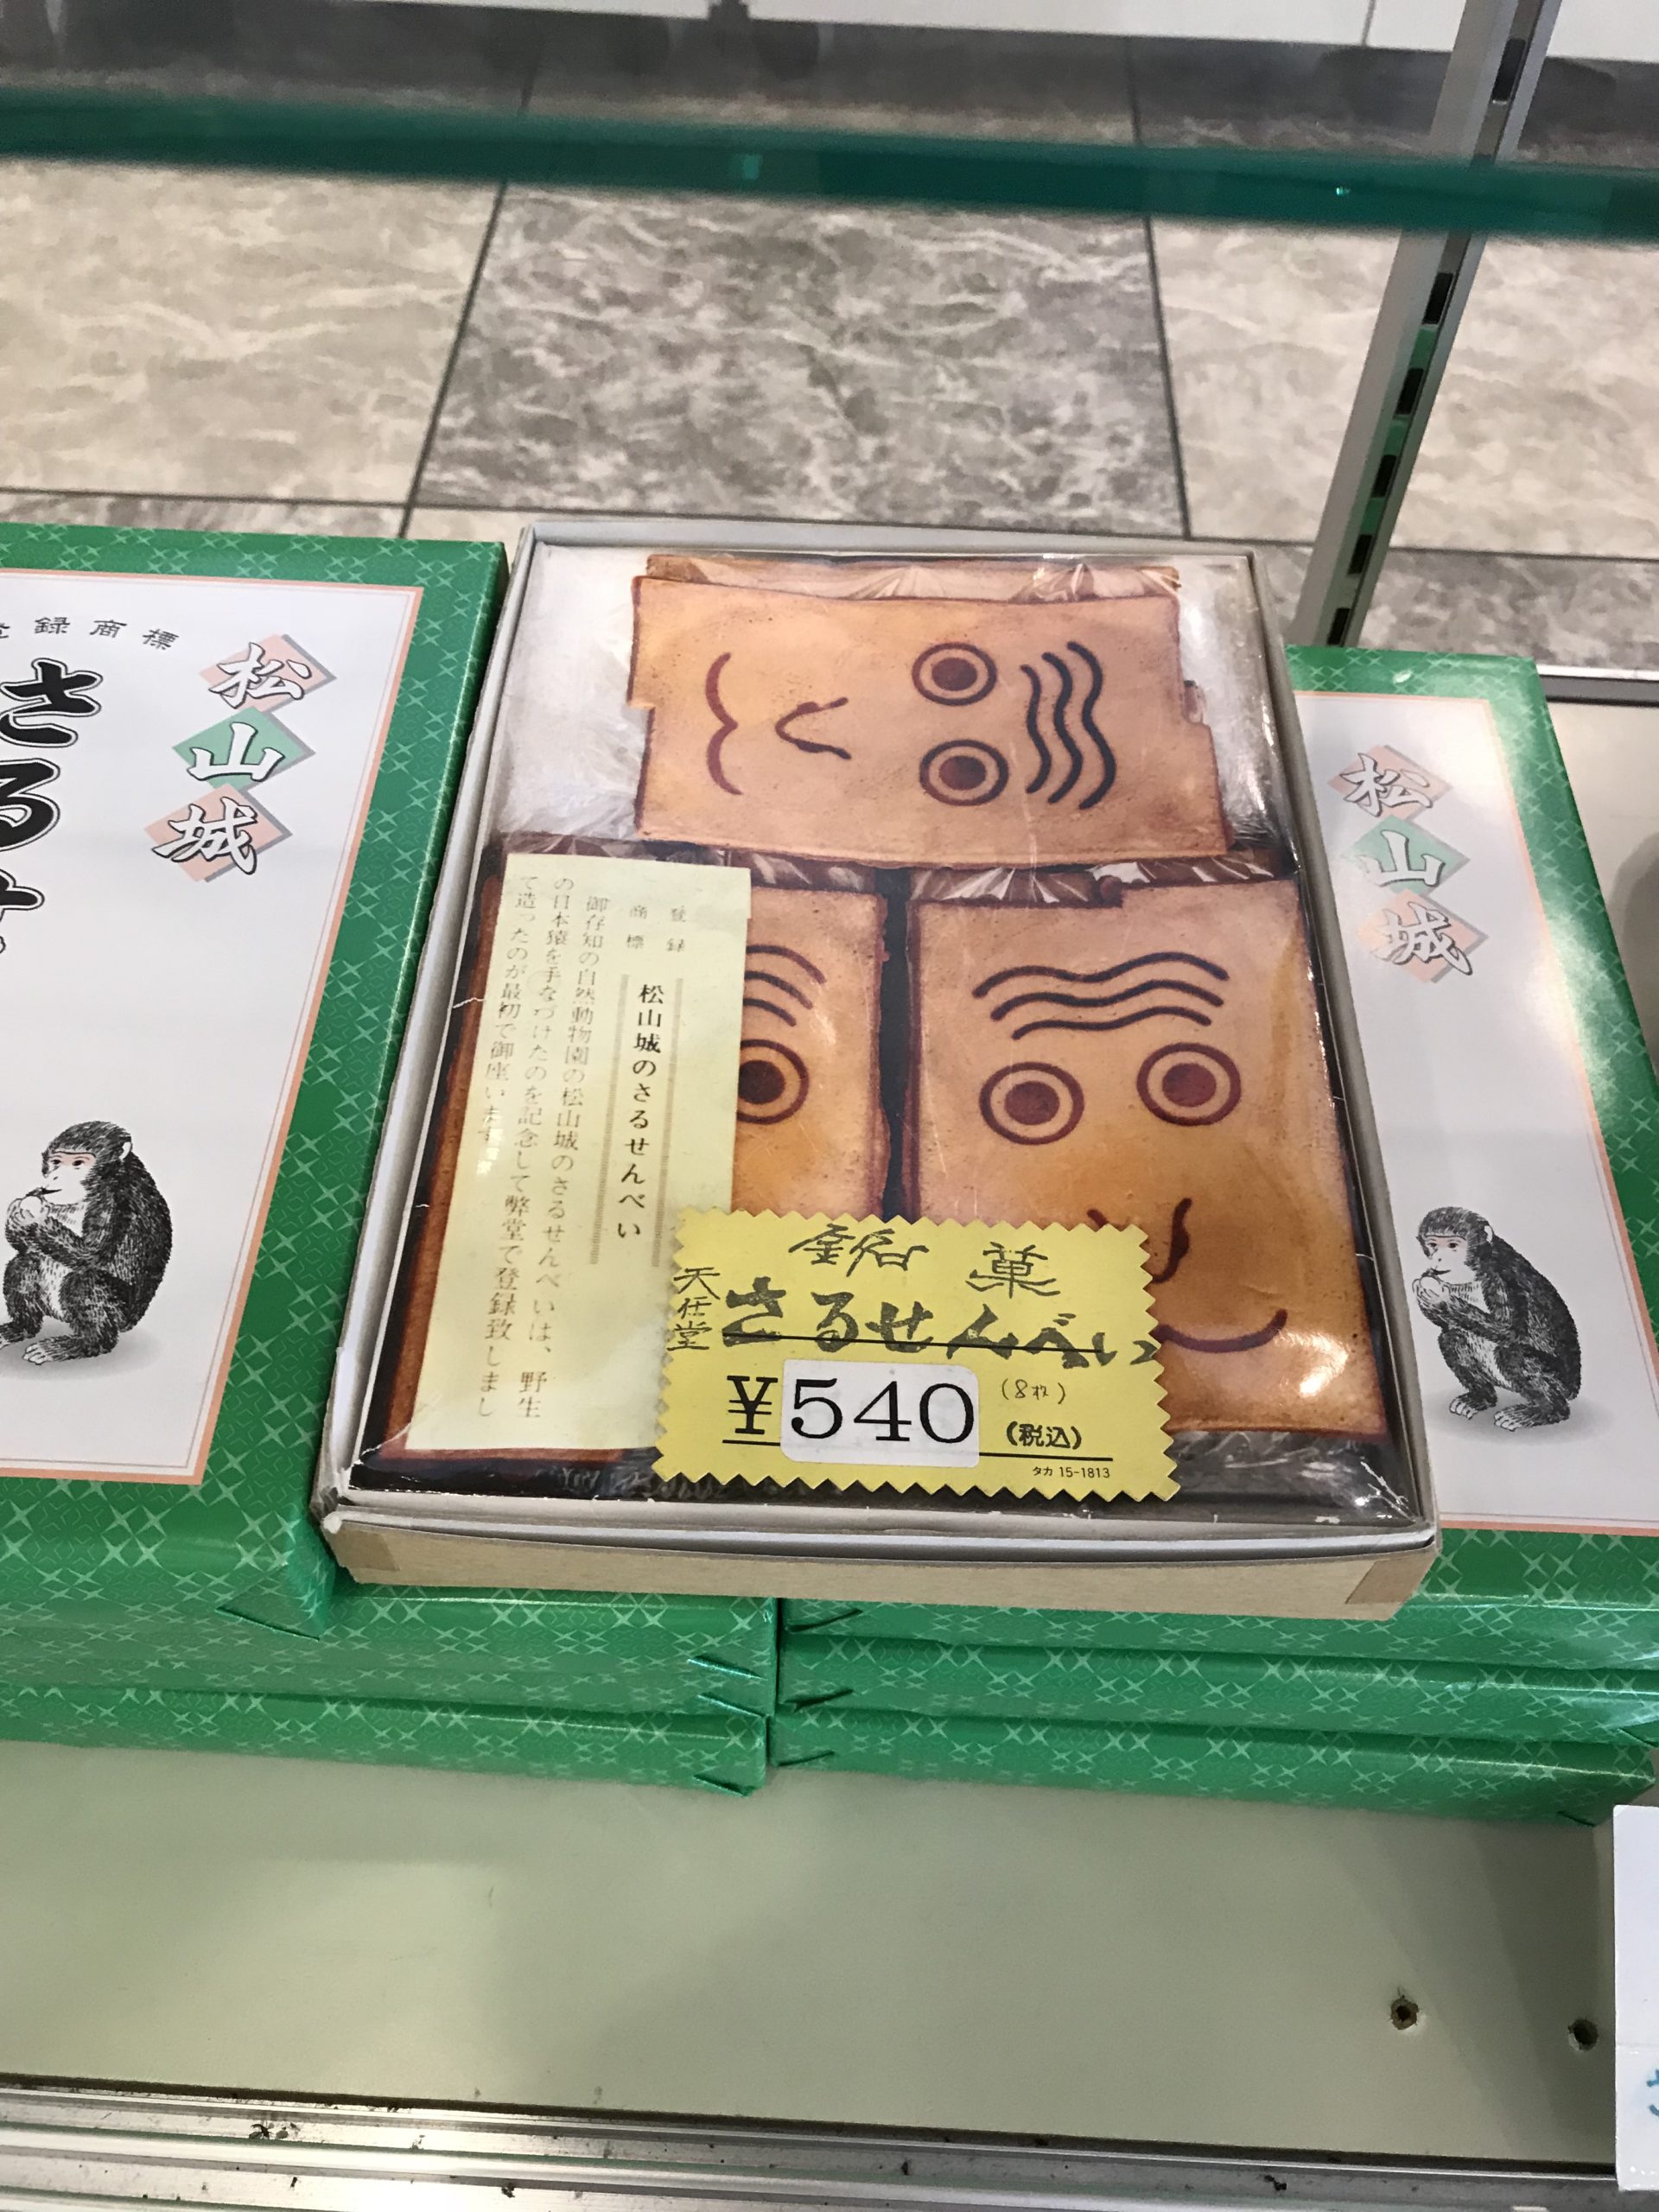 録商標
松山城
さるせ
登録
商標
松山城のさるせんべい
御存知の自然動物園の松山城のさるせんべいは、野生
の日本猿を手なづけたのを記念して弊堂で登録致しまし
て造ったのが最初で御座います
銘菓
天任堂
さるせんべい
¥540
(8枚)
(税込)
タカ 15-1813
松山城